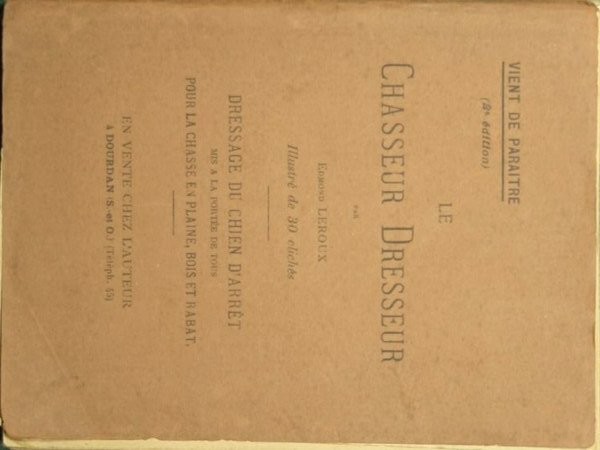 VIENT DE PARAITRE
(2e édition)
LE
CHASSEUR DRESSEUR
PAR
EDMOND LEROUX
Illustré de 30 clichés
DRESSAGE DU CHIEN D'ARRÊT
MIS A LA PORTÉE DE TOUS
POUR LA CHASSE EN PLAINE, BOIS ET RABAT.
EN VENTE CHEZ L'AUTEUR
à DOURDAN (S.-et O.) (Téléph. 45)